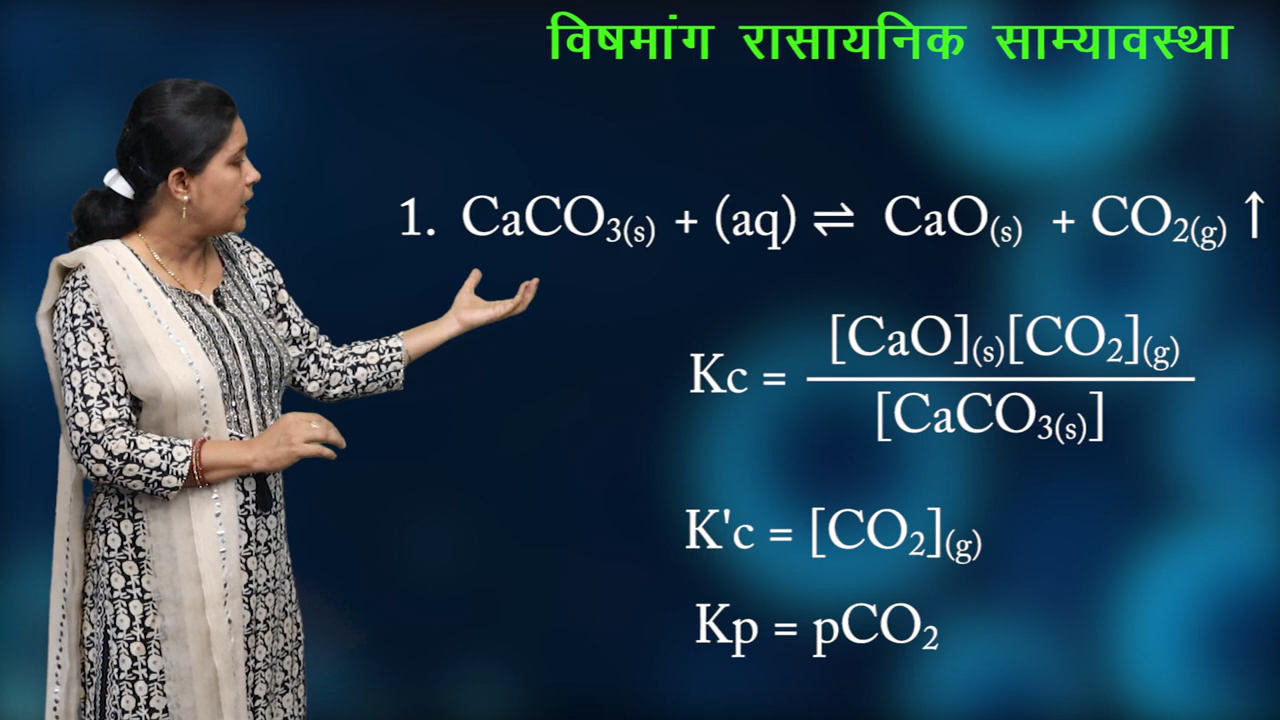 विषमांग रासायनिक साम्यावस्था
1. CaCO₃(s) + (aq) ⇌ CaO(s) + CO₂(g) ↑
Kc = [CaO](s)[CO₂](g) / [CaCO₃(s)]
K'c = [CO₂](g)
Kp = pCO₂